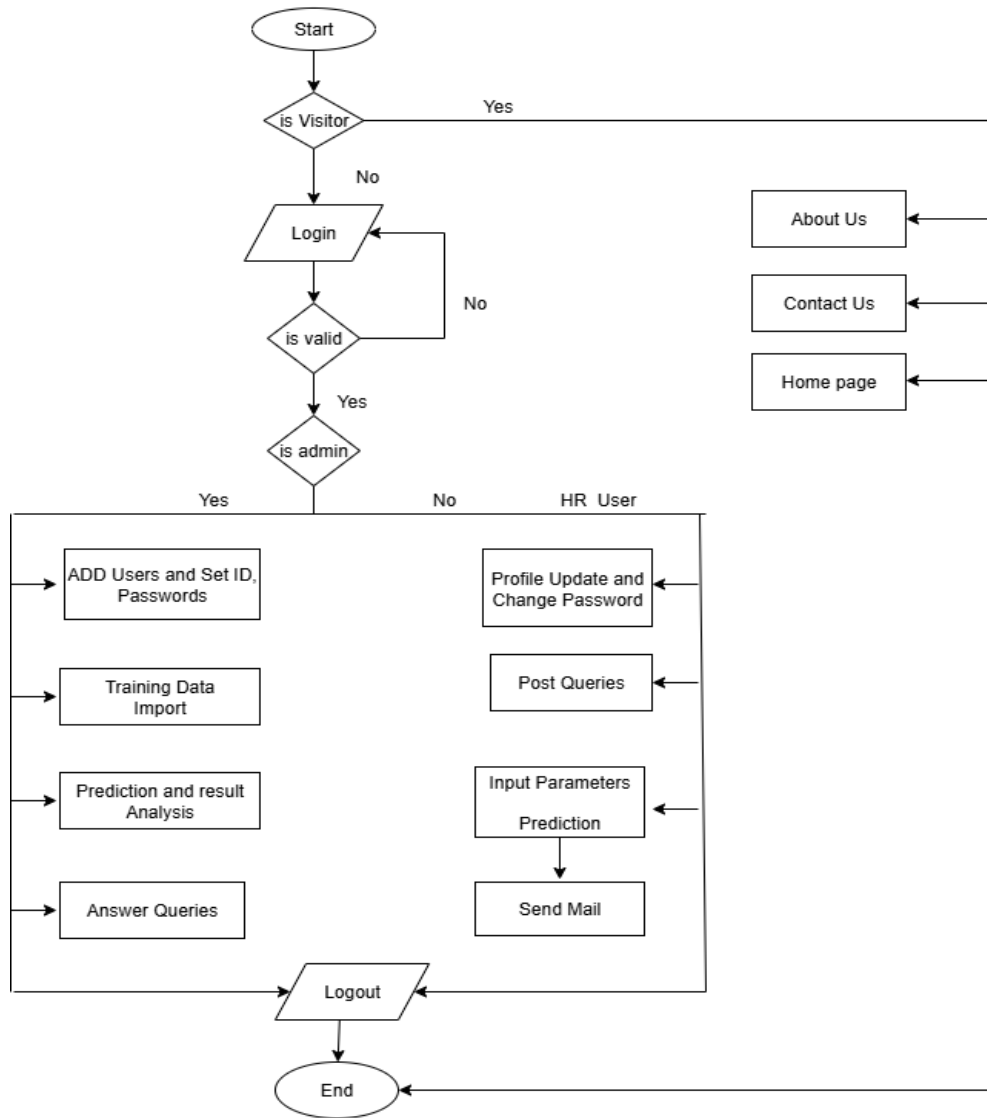 Start
is Visitor
Yes
No
Login
About Us
No
Contact Us
is valid
Home page
Yes
is admin
Yes
No
HR User
ADD Users and Set ID,
Passwords
Profile Update and
Change Password
Training Data
Import
Post Queries
Prediction and result
Analysis
Input Parameters
Prediction
Answer Queries
Send Mail
Logout
End